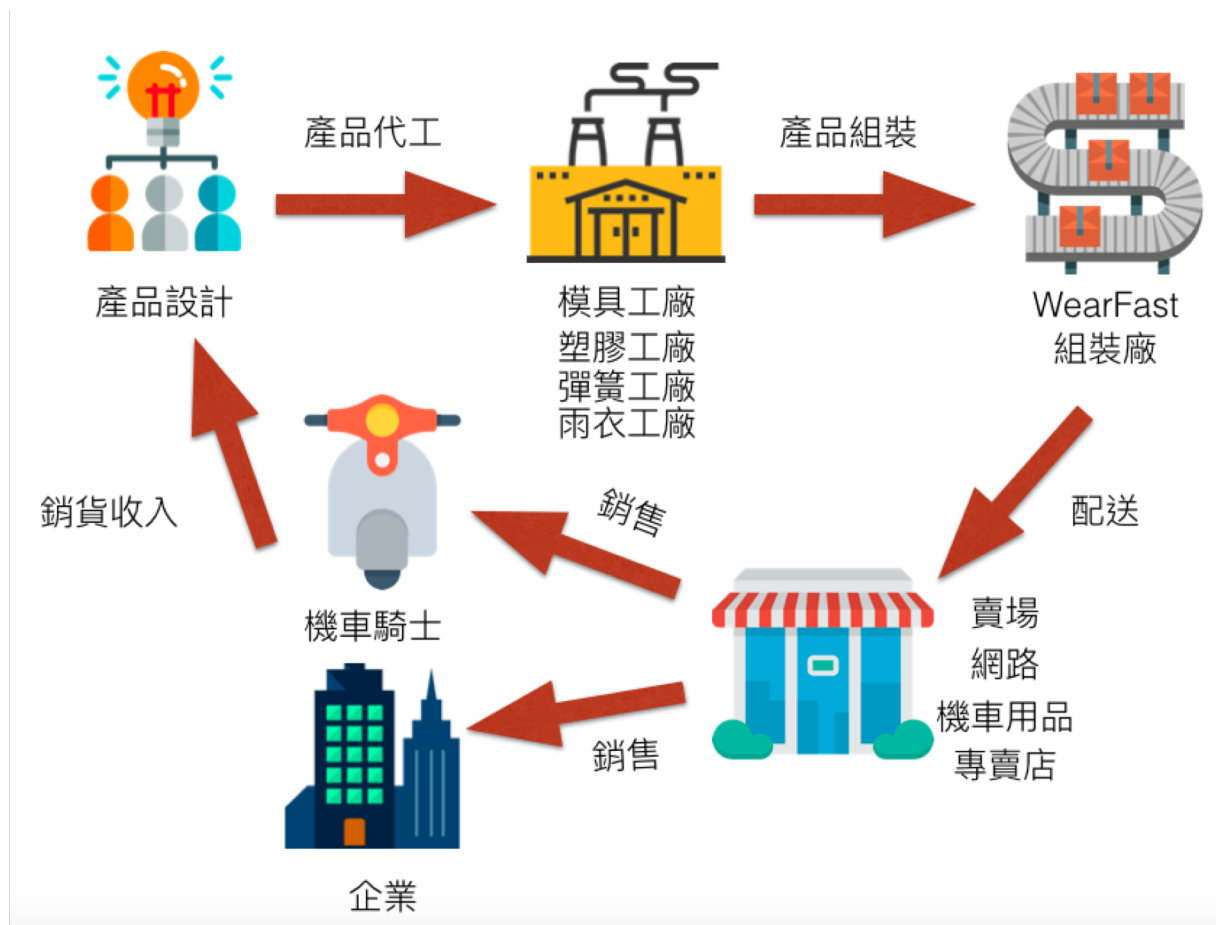 產品代工
產品組裝
產品設計
模具工廠
塑膠工廠
彈簧工廠
雨衣工廠
WearFast
組裝廠
銷貨收入
銷售
配送
機車騎士
賣場
網路
機車用品
專賣店
銷售
企業